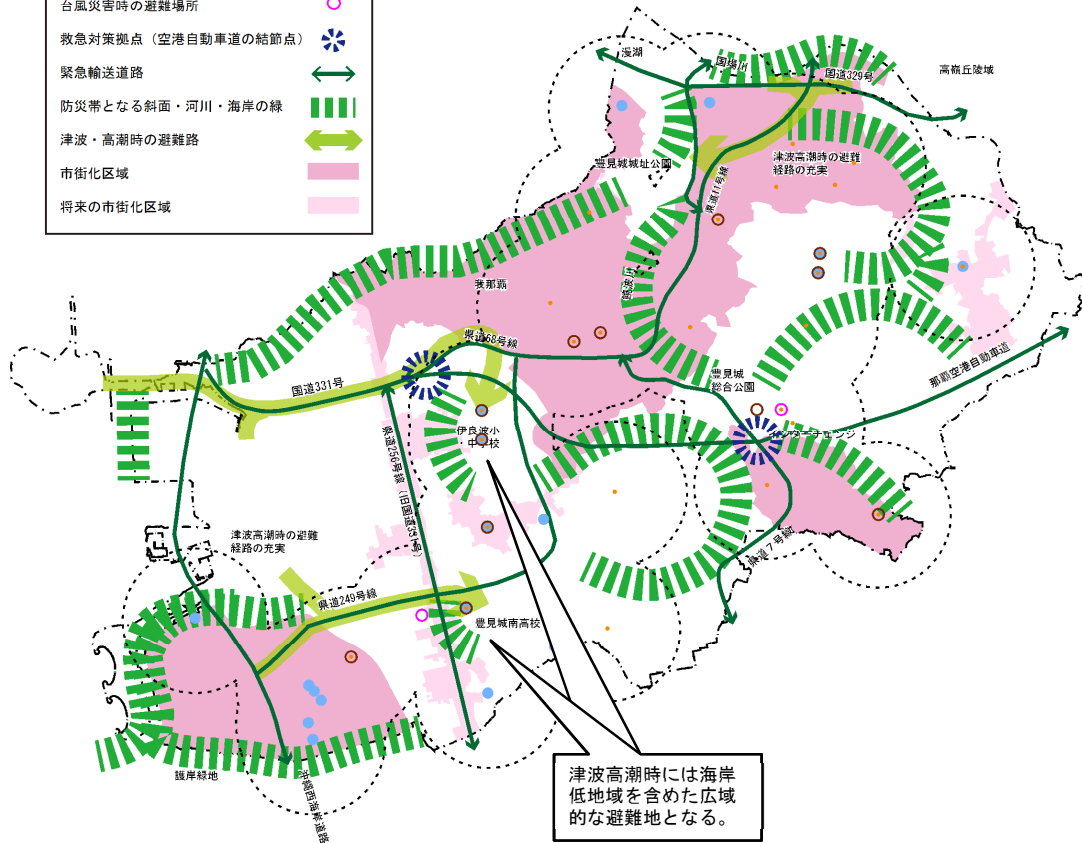 台風災害時の避難場所
救急対策拠点（空港自動車道の結節点）
緊急輸送道路
防災帯となる斜面・河川・海岸の緑
津波・高潮時の避難路
市街化区域
将来の市街化区域
漫湖
国場川
国道329号
高嶺丘陵域
豊見城城址公園
津波高潮時の避難
経路の充実
県道11号線
饒波川
我那覇
県道68号線
国道331号
豊見城
総合公園
那覇空港自動車道
インターチェンジ
伊良波小
・中学校
県道256号線（旧国道331号
津波高潮時の避難
経路の充実
県道7号線
県道249号線
豊見城南高校
護岸緑地
沖縄西海岸道路
津波高潮時には海岸
低地域を含めた広域
的な避難地となる。